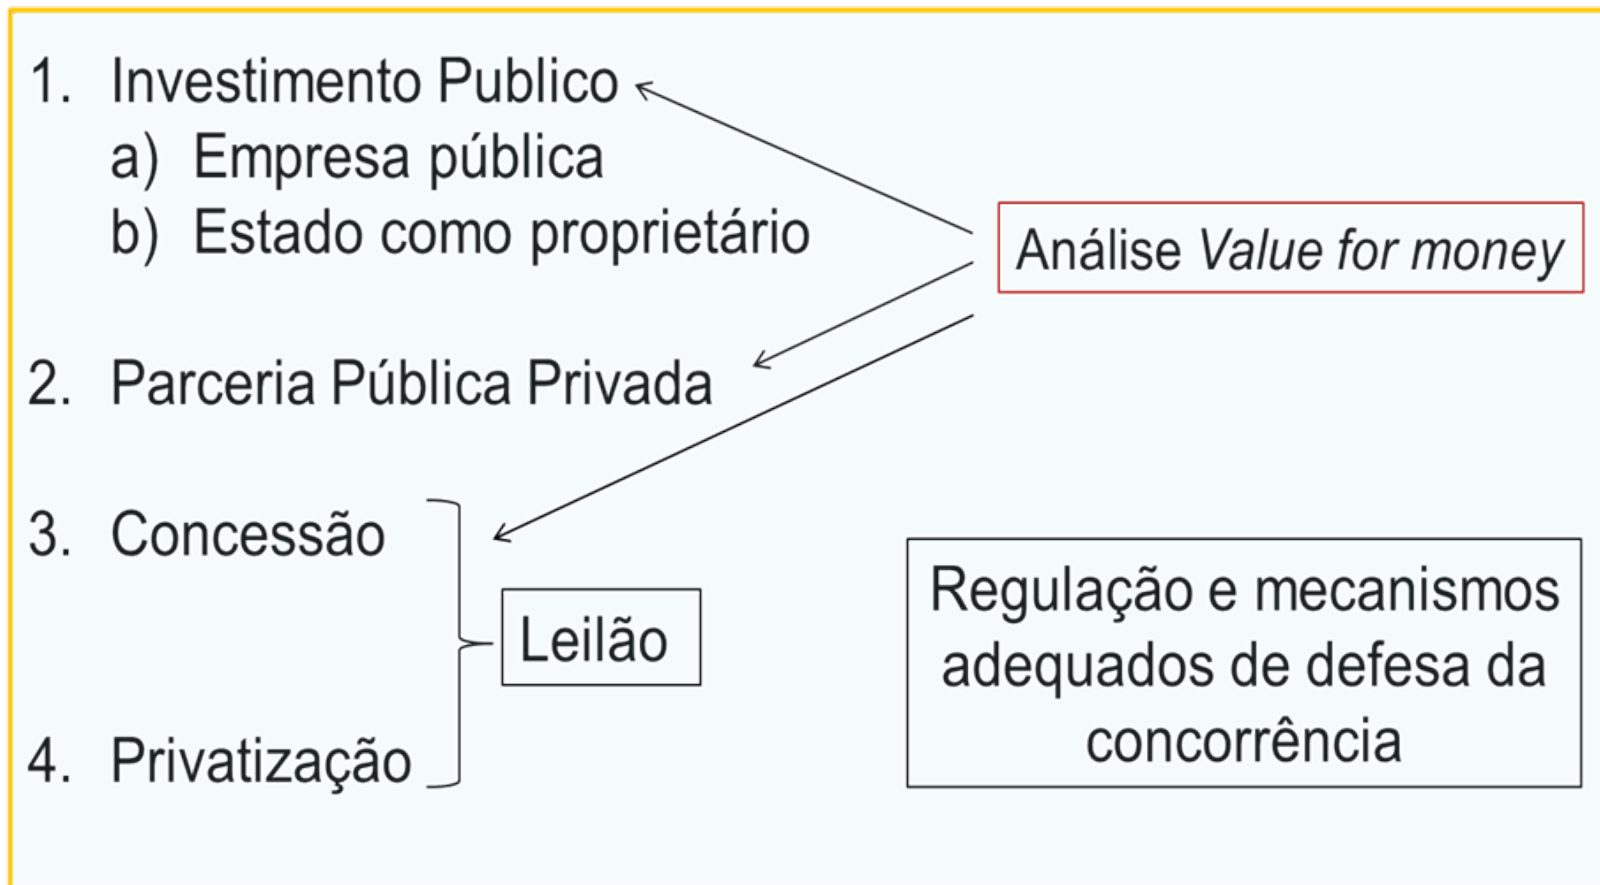 1. Investimento Publico
a) Empresa pública
b) Estado como proprietário
Análise Value for money
2. Parceria Pública Privada
3. Concessão
Leilão
4. Privatização
Regulação e mecanismos
adequados de defesa da
concorrência